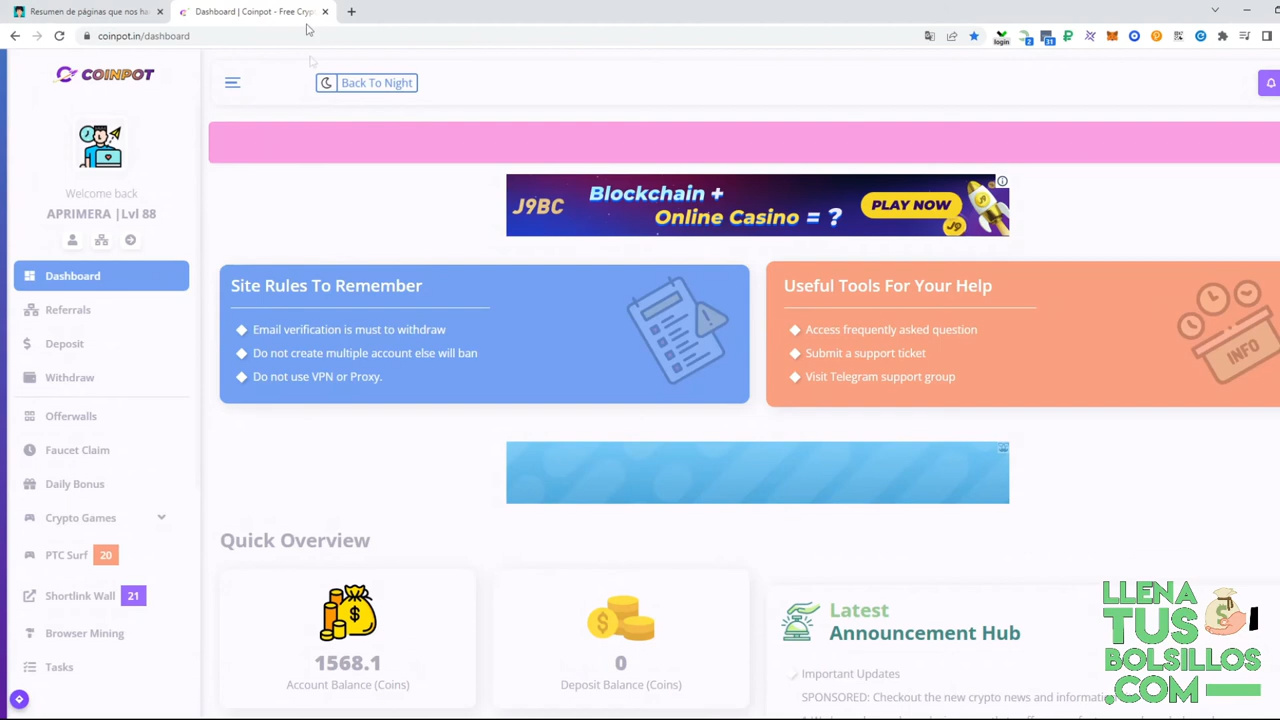 Resumen de páginas que nos ha
Dashboard | Coinpot - Free Cryp
coinpot.in/dashboard
login
2
31
COINPOT
Back To Night
Welcome back
APRIMERA |Lvl 88
J9BC
Blockchain +
Online Casino = ?
PLAY NOW
J9
Dashboard
Referrals
Deposit
Withdraw
Offerwalls
Faucet Claim
Daily Bonus
Crypto Games
PTC Surf 20
Shortlink Wall 21
Browser Mining
Tasks
Site Rules To Remember
Email verification is must to withdraw
Do not create multiple account else will ban
Do not use VPN or Proxy.
Useful Tools For Your Help
Access frequently asked question
Submit a support ticket
Visit Telegram support group
INFO
Quick Overview
1568.1
Account Balance (Coins)
0
Deposit Balance (Coins)
Latest
Announcement Hub
Important Updates
SPONSORED: Checkout the new crypto news and information
LLENA
TUS
BOLSILLOS
.COM